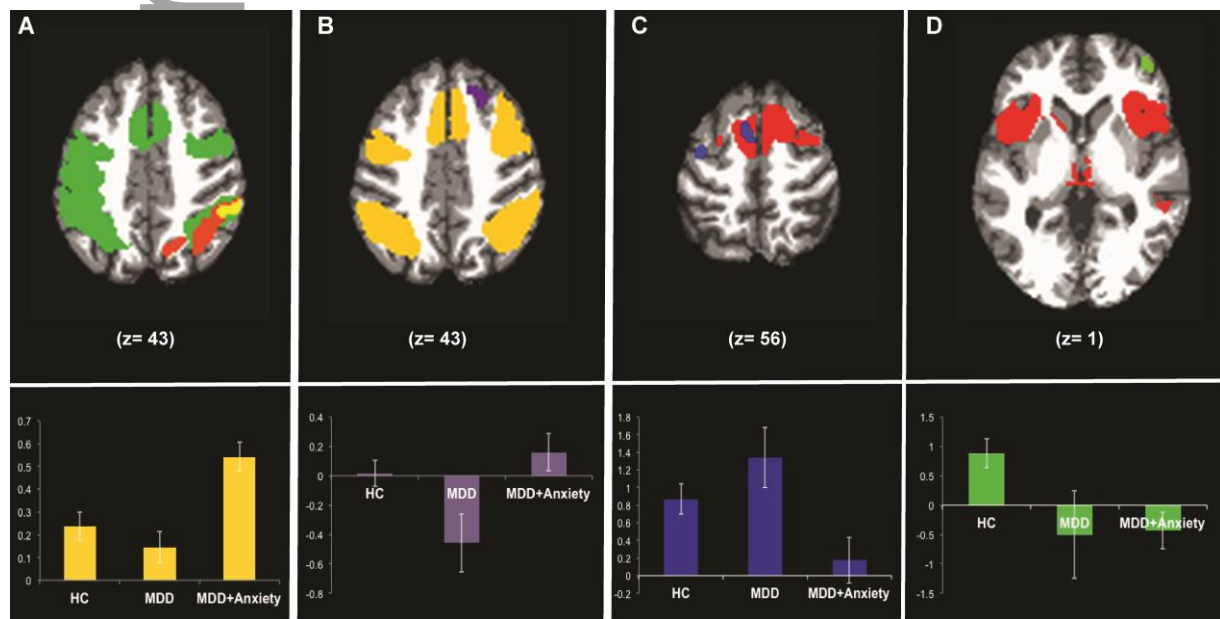 A
B
C
D
(z= 43)
(z= 43)
(z= 56)
(z= 1)
0.7
0.6
0.5
0.4
0.3
0.2
0.1
0
HC
MDD
MDD+Anxiety
0.4
0.2
0
-0.2
-0.4
-0.6
-0.8
HC
MDD
MDD+Anxiety
1.8
1.6
1.4
1.2
1
0.8
0.6
0.4
0.2
0
-0.2
HC
MDD
MDD+Anxiety
1.5
1
0.5
0
-0.5
-1
-1.5
HC
MDD
MDD+Anxiety